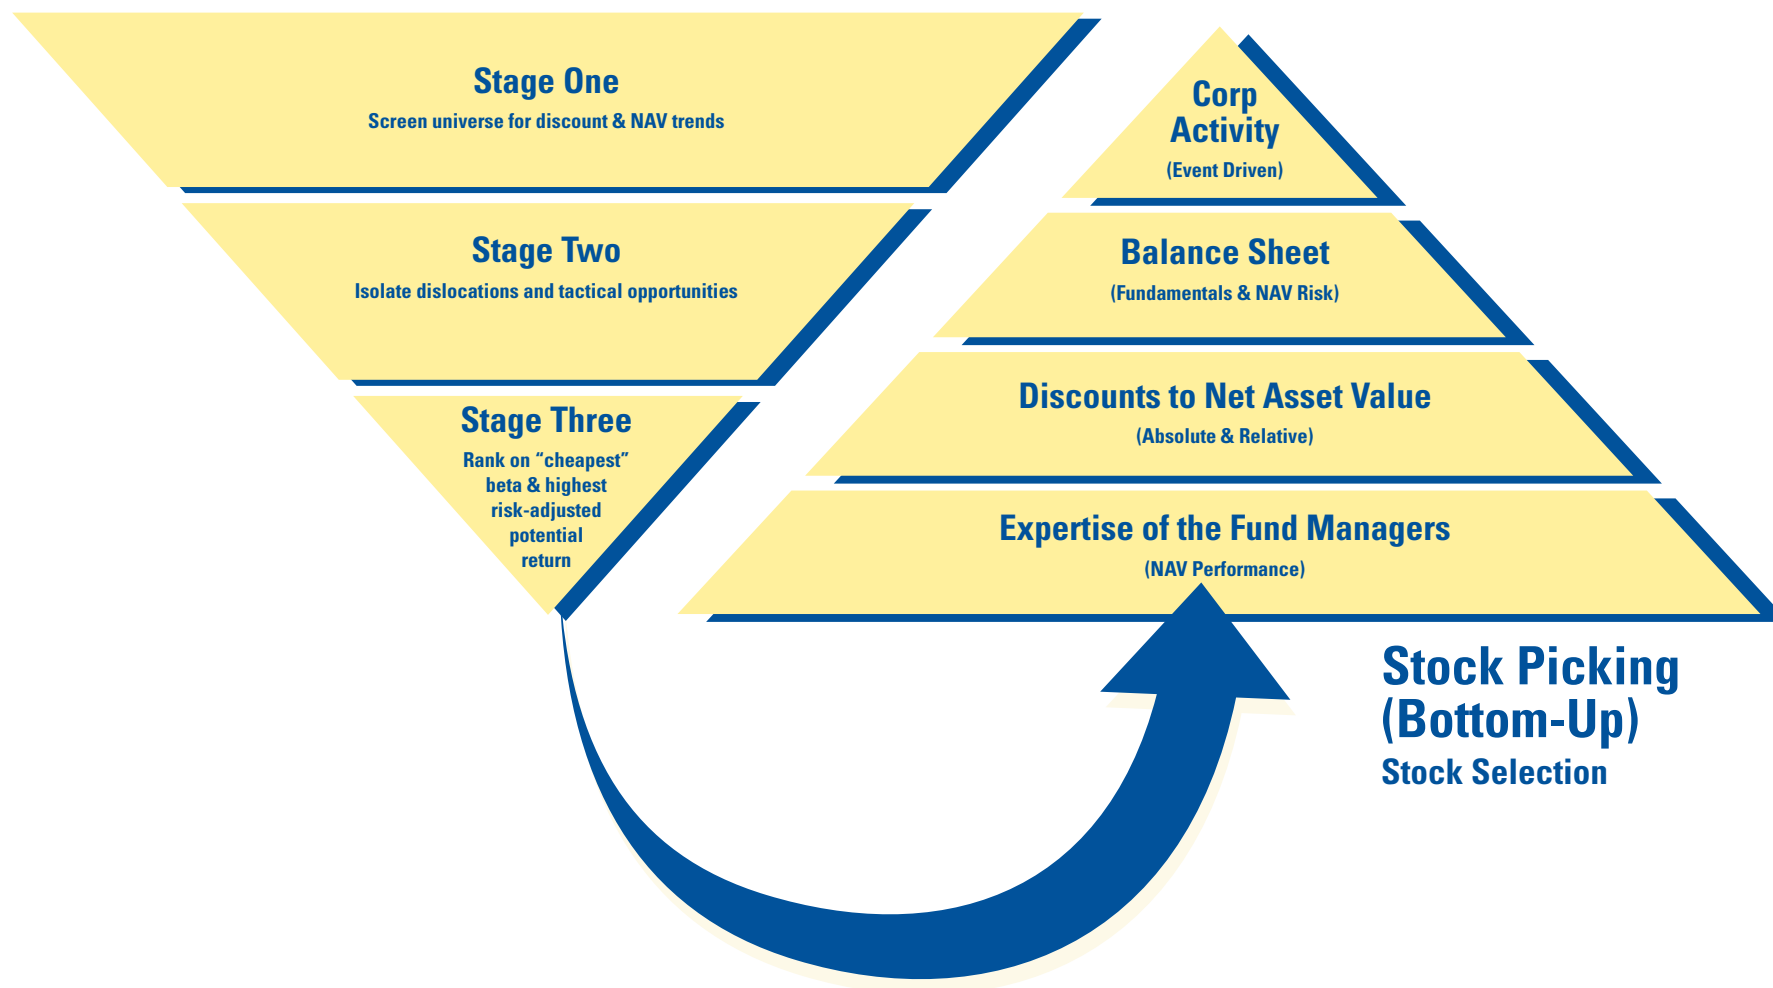 Stage One
Screen universe for discount & NAV trends
Stage Two
Isolate dislocations and tactical opportunities
Stage Three
Rank on “cheapest”
beta & highest
risk-adjusted
potential
return
Corp
Activity
(Event Driven)
Balance Sheet
(Fundamentals & NAV Risk)
Discounts to Net Asset Value
(Absolute & Relative)
Expertise of the Fund Managers
(NAV Performance)
Stock Picking
(Bottom-Up)
Stock Selection